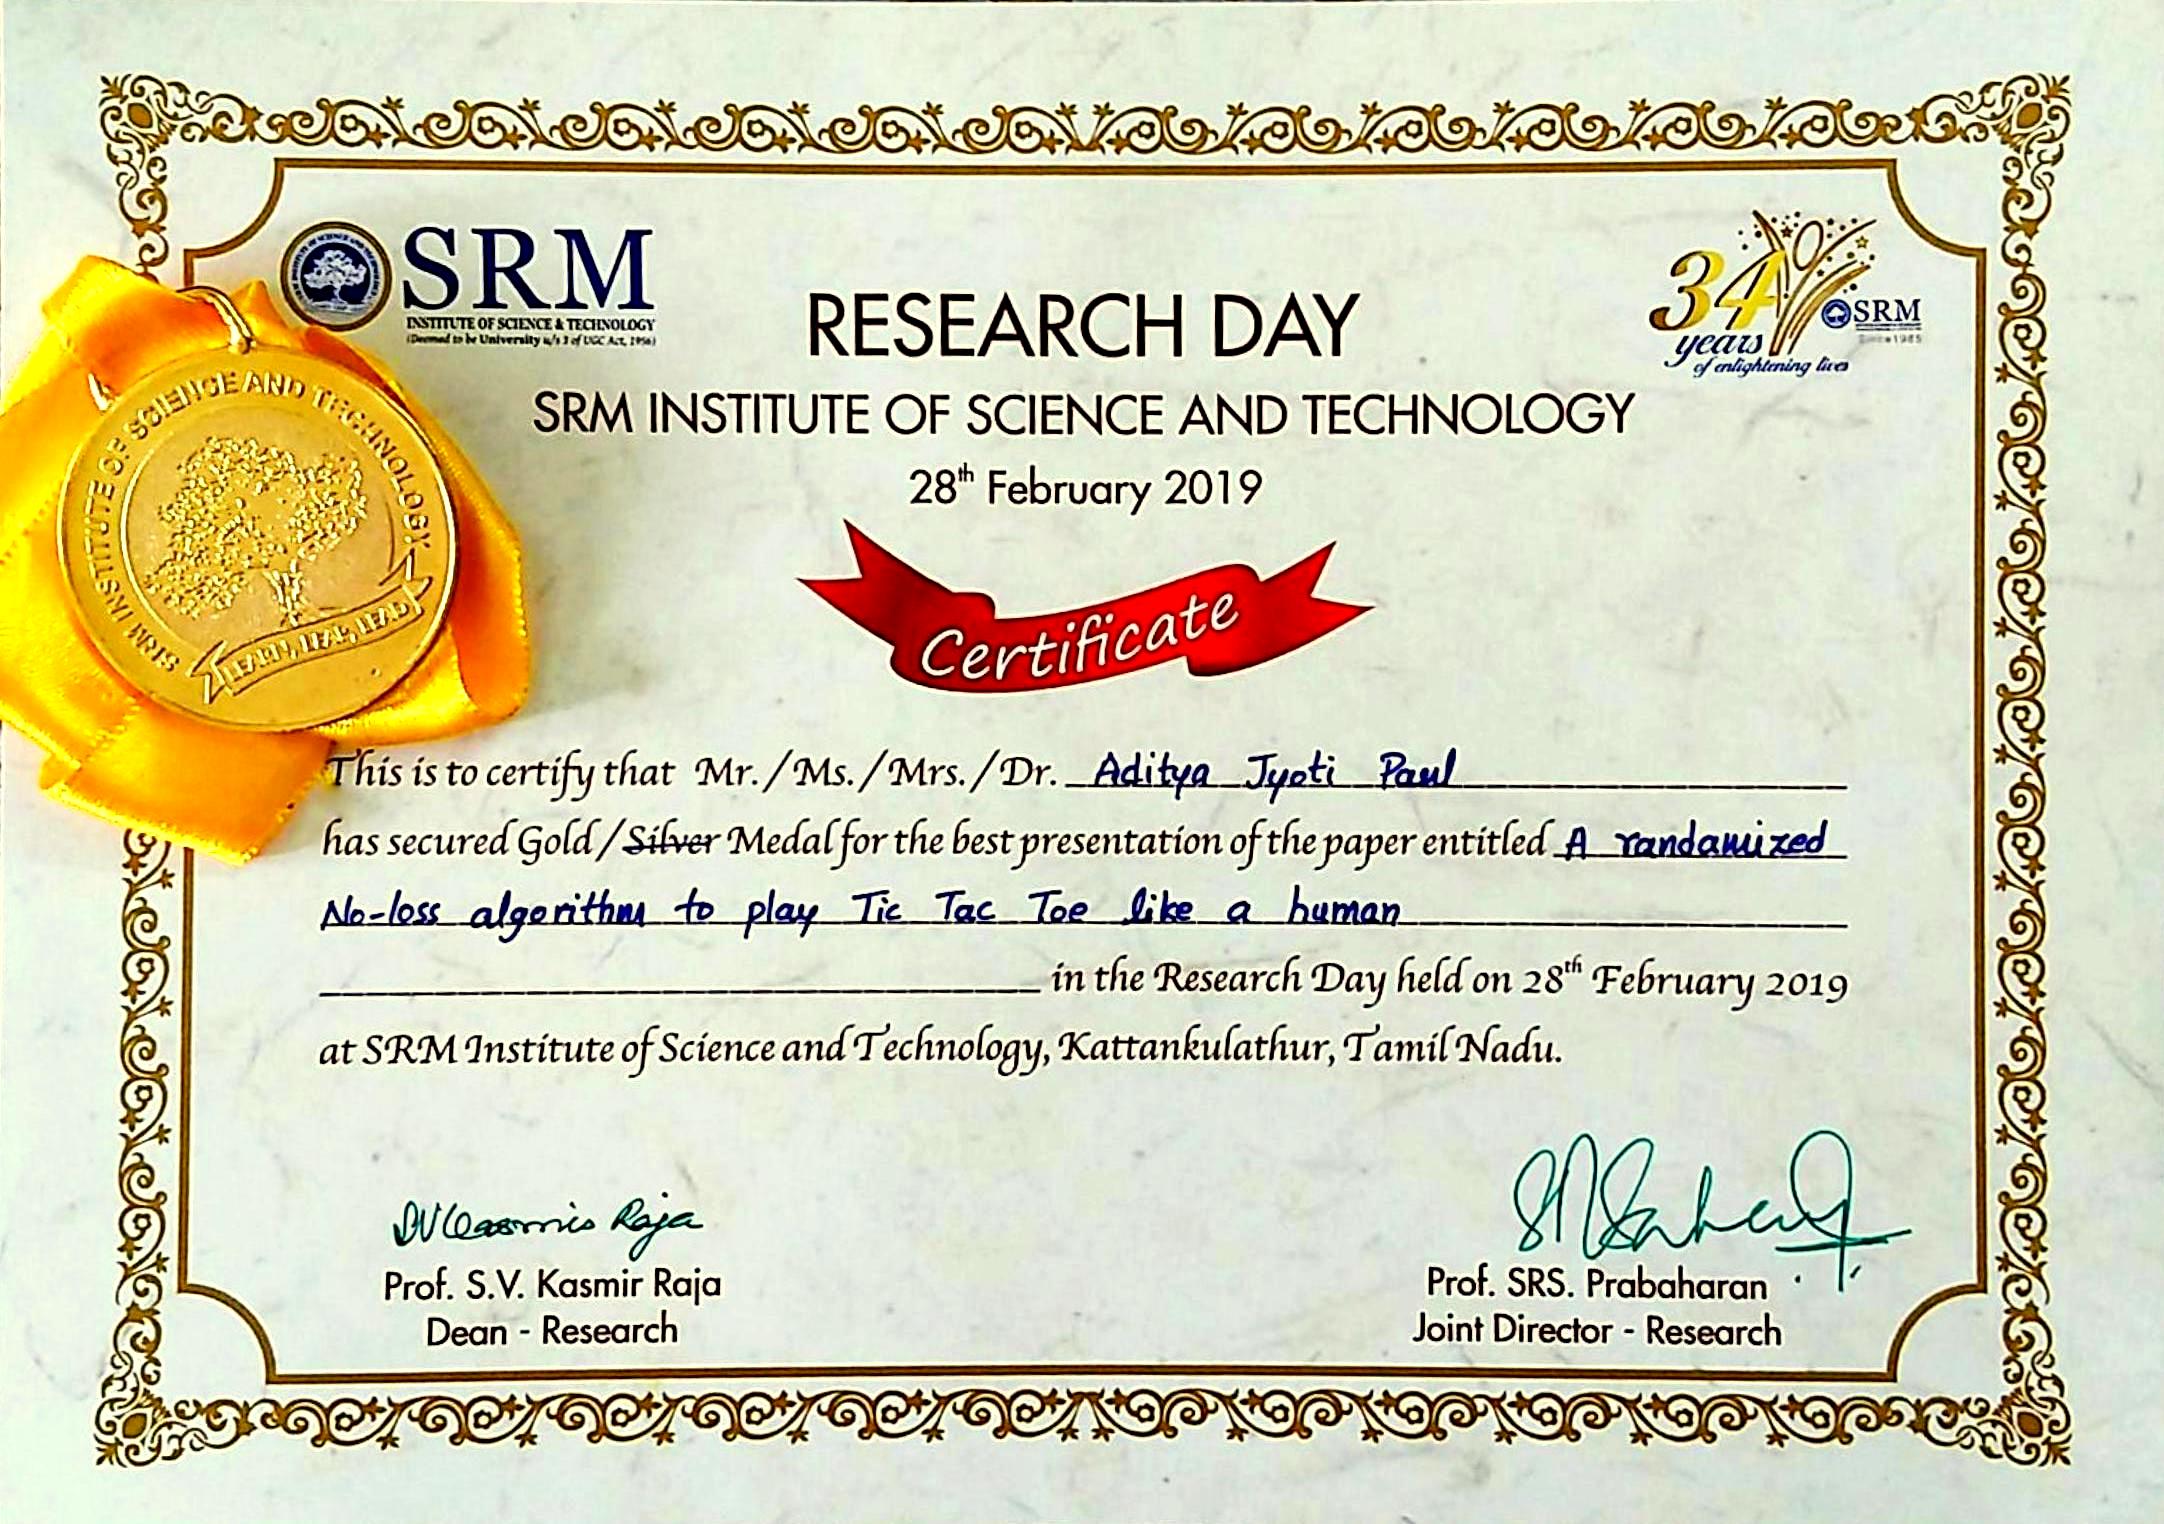 SRM
INSTITUTE OF SCIENCE & TECHNOLOGY
(Deemed to be University u/s 3 of UGC Act, 1956)
34
years
of enlightening lives
SRM
Since 1985
RESEARCH DAY
SRM INSTITUTE OF SCIENCE AND TECHNOLOGY
28th February 2019
SRM INSTITUTE OF SCIENCE AND TECHNOLOGY
LEARN, LEAP, LEAD
Certificate
This is to certify that Mr./Ms./Mrs./Dr. Aditya Jyoti Paul
has secured Gold/Silver Medal for the best presentation of the paper entitled A randamized
No-loss algorithm to play Tic Tac Toe like a human
in the Research Day held on 28th February 2019
at SRM Institute of Science and Technology, Kattankulathur, Tamil Nadu.
Prof. S.V. Kasmir Raja
Dean - Research
Prof. SRS. Prabaharan
Joint Director - Research